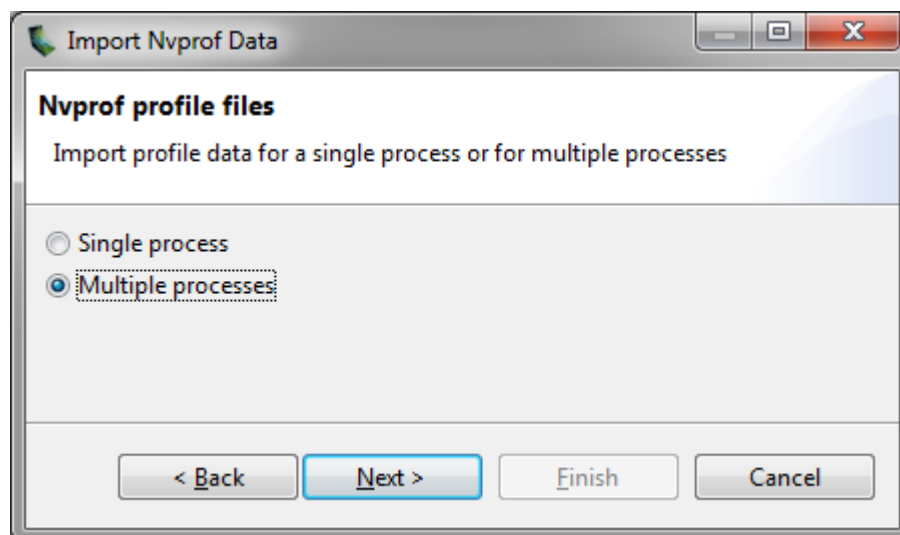 Import Nvprof Data
Nvprof profile files
Import profile data for a single process or for multiple processes
Single process
Multiple processes
< Back Next > Finish Cancel